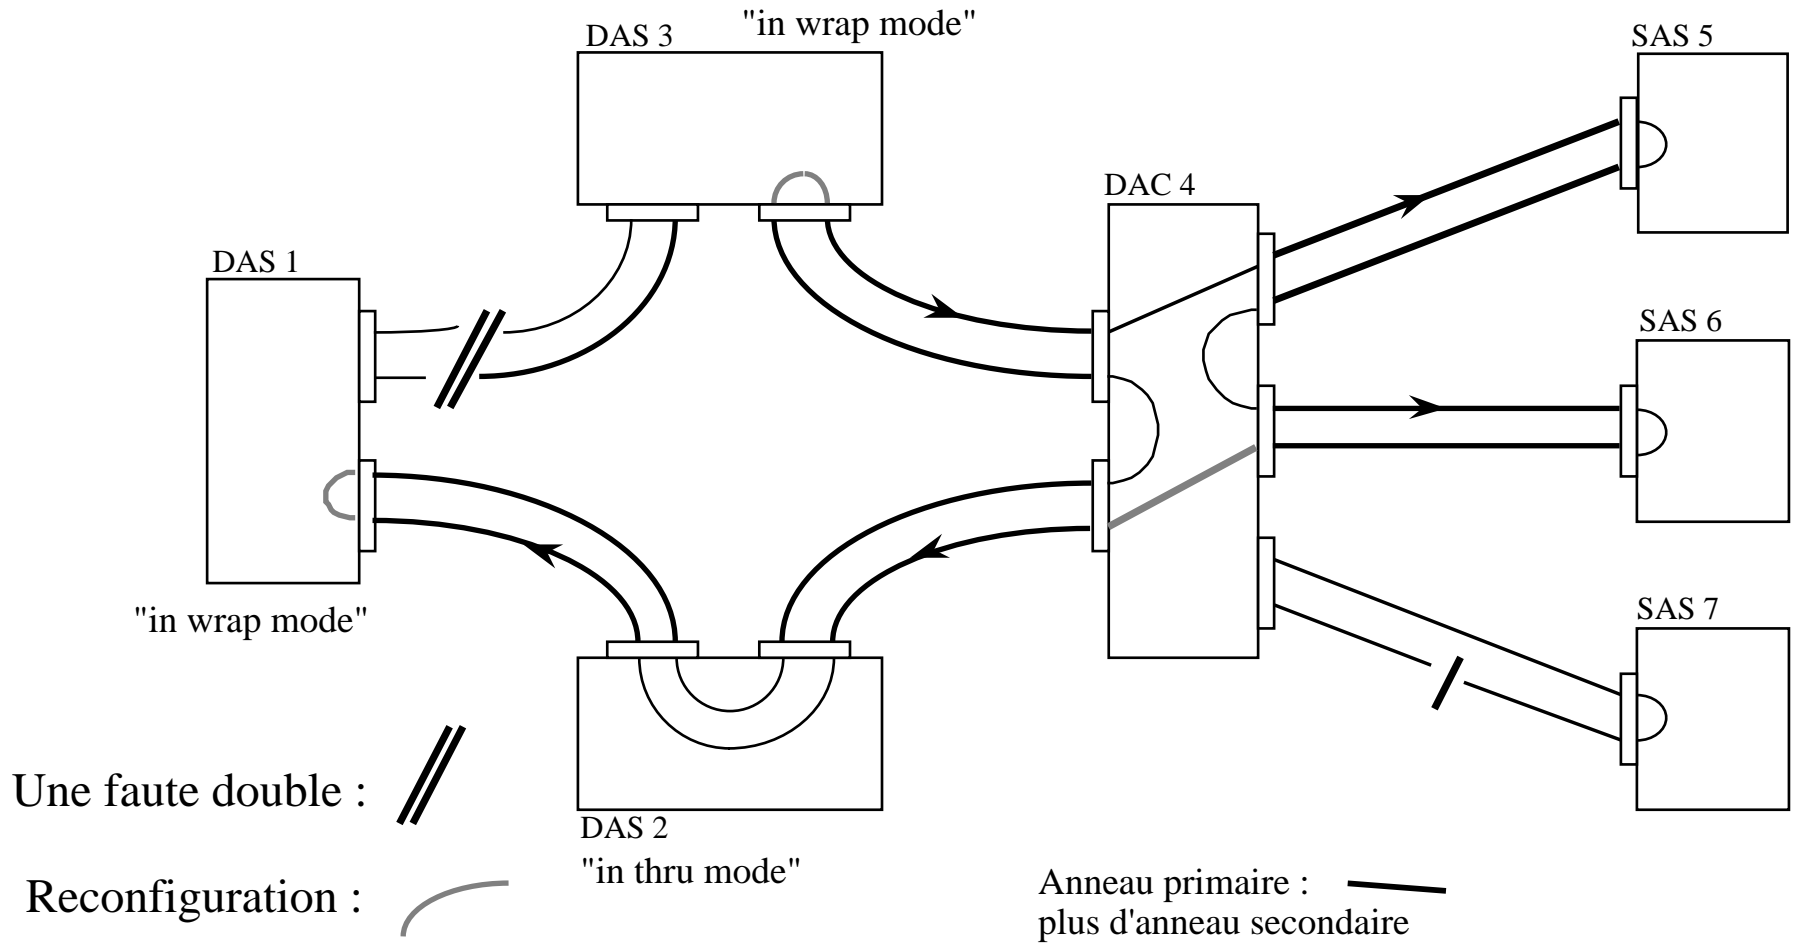 "in wrap mode"
DAS 3
SAS 5
DAC 4
DAS 1
SAS 6
"in wrap mode"
SAS 7
Une faute double :
DAS 2
"in thru mode"
Reconfiguration :
Anneau primaire :
plus d'anneau secondaire